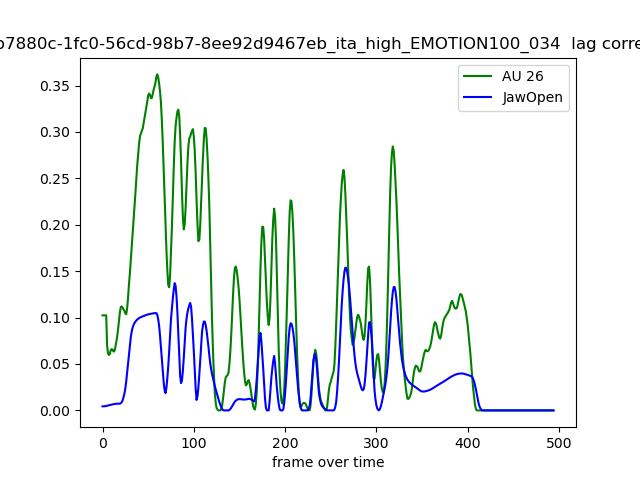 b7880c-1fc0-56cd-98b7-8ee92d9467eb_ita_high_EMOTION100_034 lag corre
AU 26
JawOpen
0.35
0.30
0.25
0.20
0.15
0.10
0.05
0.00
0 100 200 300 400 500
frame over time